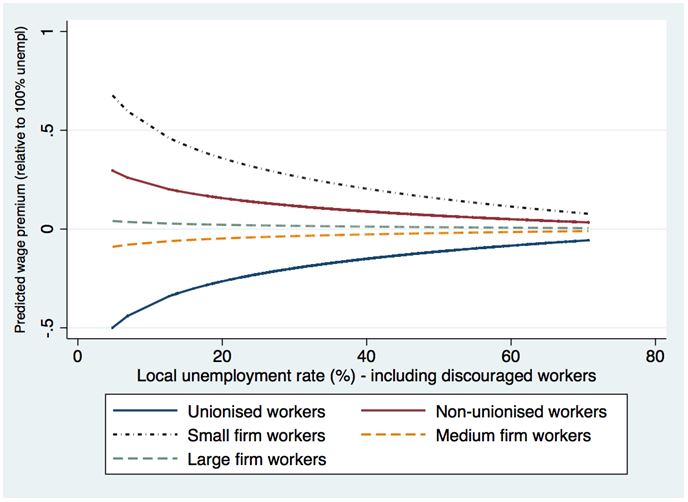 Predicted wage premium (relative to 100% unempl)
1
.5
0
-.5
0 20 40 60 80
Local unemployment rate (%) - including discouraged workers
Unionised workers Non-unionised workers
Small firm workers Medium firm workers
Large firm workers